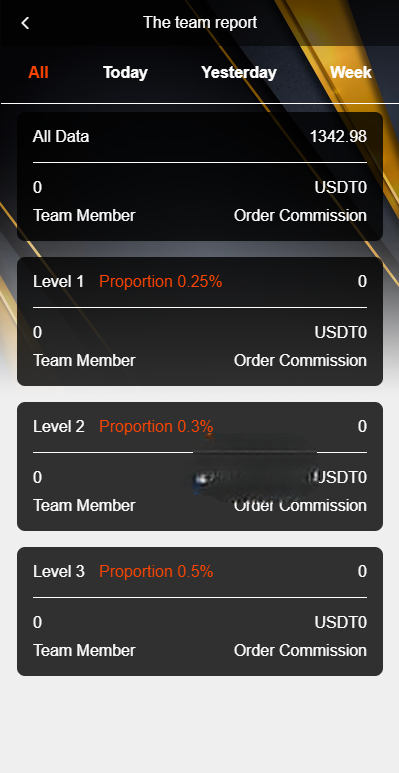 The team report
All Today Yesterday Week
All Data 1342.98
0 USDT0
Team Member Order Commission
Level 1 Proportion 0.25% 0
0 USDT0
Team Member Order Commission
Level 2 Proportion 0.3% 0
0 USDT0
Team Member Order Commission
Level 3 Proportion 0.5% 0
0 USDT0
Team Member Order Commission